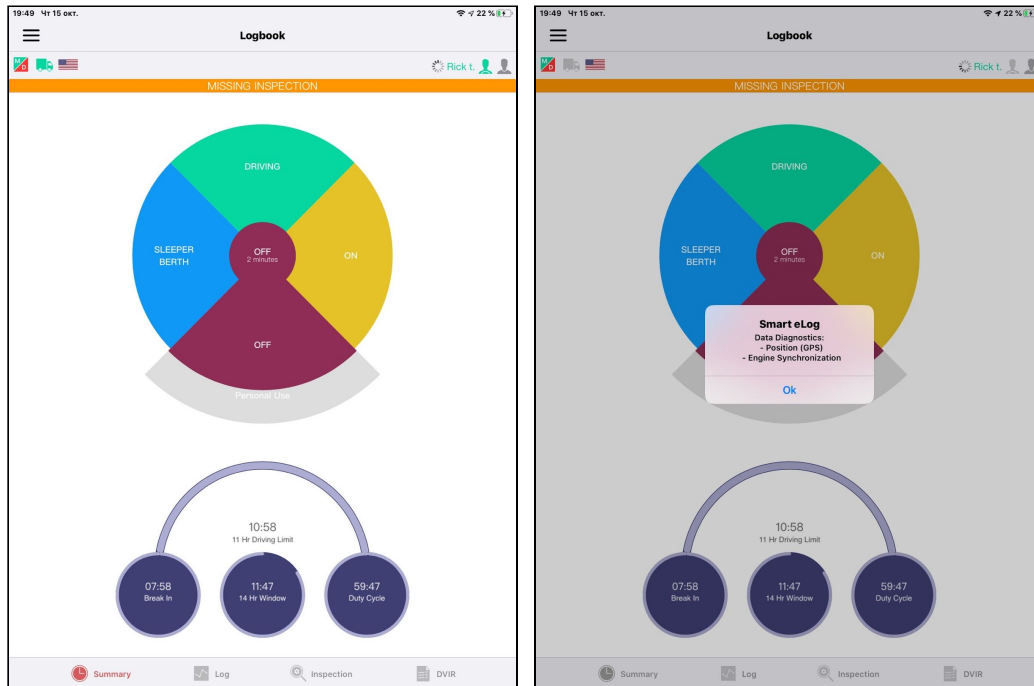 19:49 Чт 15 окт.
22 %
Logbook
M/D
Rick t.
MISSING INSPECTION
DRIVING
SLEEPER
BERTH
OFF
2 minutes
ON
OFF
Personal Use
10:58
11 Hr Driving Limit
07:58
Break In
11:47
14 Hr Window
59:47
Duty Cycle
Summary
Log
Inspection
DVIR
19:49 Чт 15 окт.
22 %
Logbook
M/D
Rick t.
MISSING INSPECTION
DRIVING
SLEEPER
BERTH
OFF
2 minutes
ON
Smart eLog
Data Diagnostics:
- Position (GPS)
- Engine Synchronization
Ok
10:58
11 Hr Driving Limit
07:58
Break In
11:47
14 Hr Window
59:47
Duty Cycle
Summary
Log
Inspection
DVIR